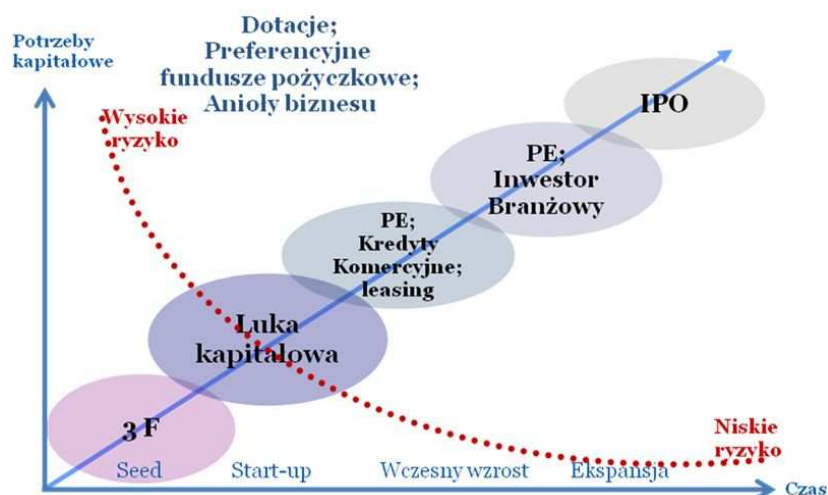 Dotacje;
Preferencyjne
fundusze pożyczkowe;
Anioły biznesu
Potrzeby
kapitałowe
Wysokie
ryzyko
IPO
PE;
Inwestor
Branżowy
PE;
Kredyty
Komercyjne;
leasing
Luka
kapitałowa
3 F
Niskie
ryzyko
Seed
Start-up
Wczesny wzrost
Ekspansja
Czas